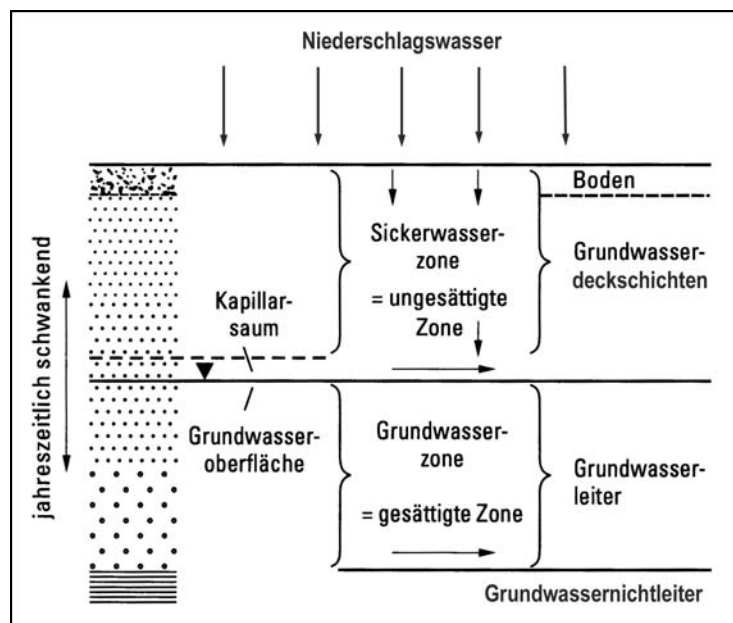 Niederschlagswasser
Boden
Sickerwasser-
zone
= ungesättigte
Zone
Grundwasser-
deckschichten
Kapillar-
saum
jahreszeitlich schwankend
Grundwasser-
oberfläche
Grundwasser-
zone
= gesättigte Zone
Grundwasser-
leiter
Grundwassernichtleiter